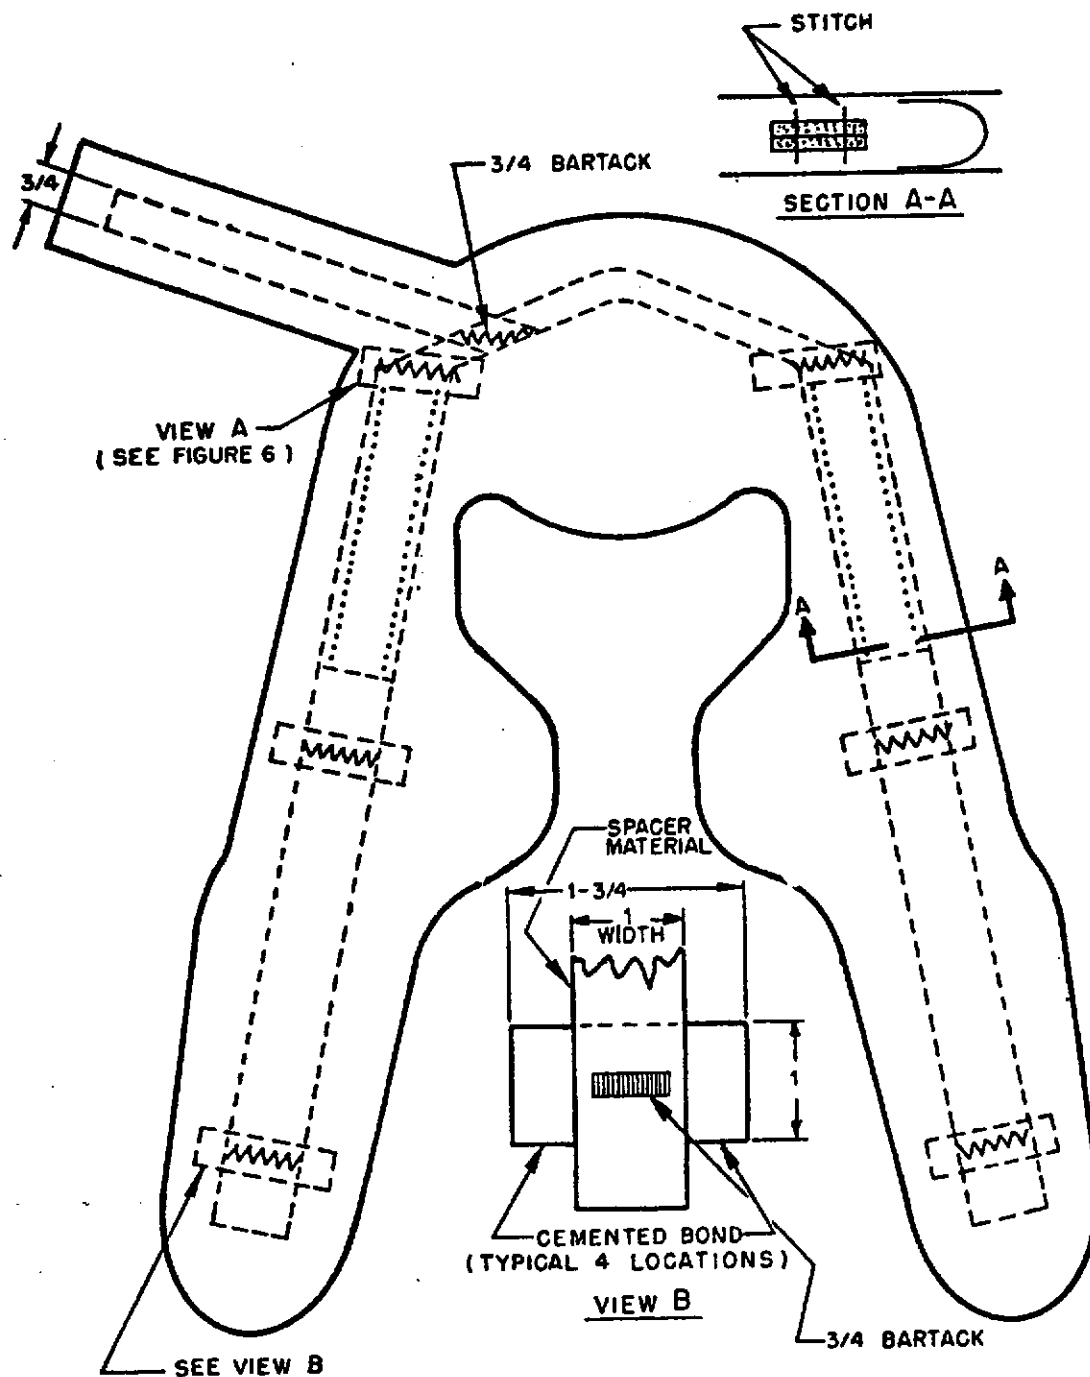 STITCH
SECTION A-A
3/4 BARTACK
3/4
VIEW A
(SEE FIGURE 6)
A
A
SPACER
MATERIAL
1-3/4
1
WIDTH
1
CEMENTED BOND
(TYPICAL 4 LOCATIONS)
VIEW B
3/4 BARTACK
SEE VIEW B